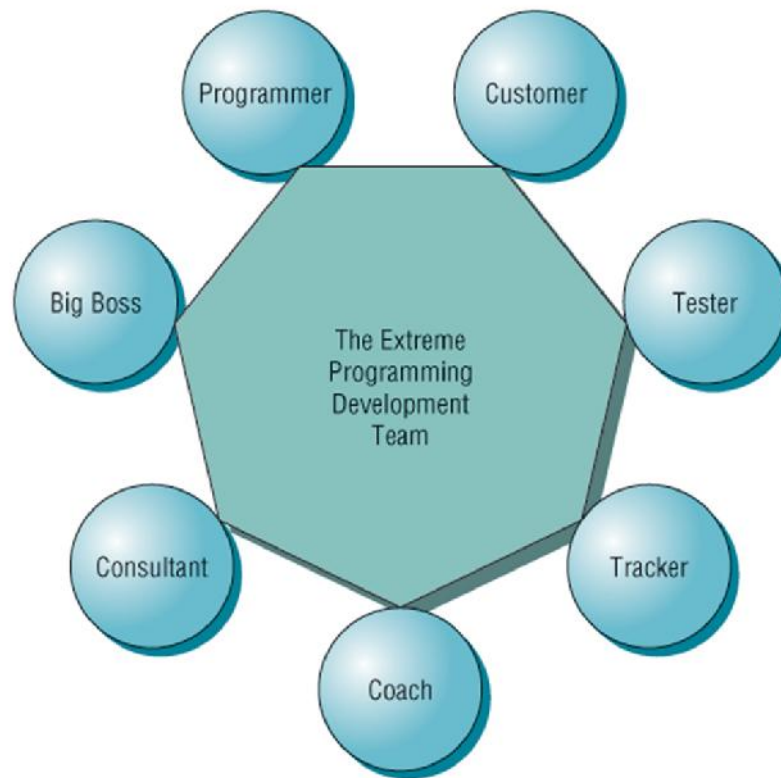 Programmer
Customer
Big Boss
Tester
The Extreme
Programming
Development
Team
Consultant
Tracker
Coach